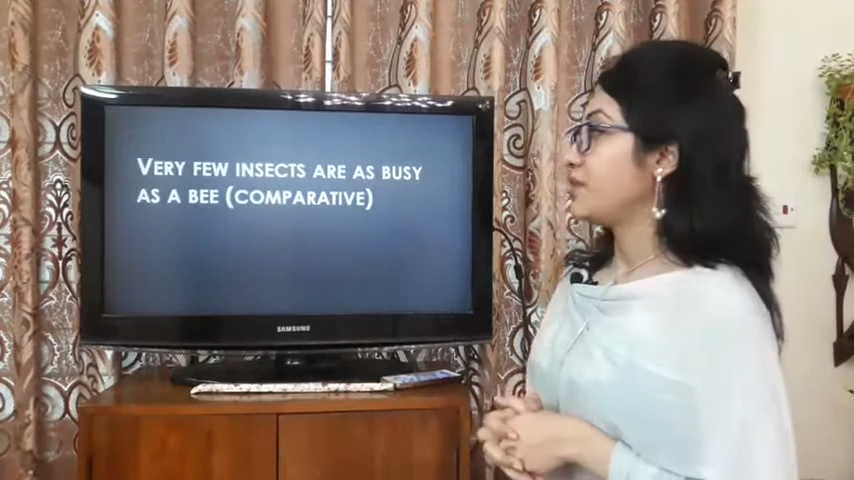 VERY FEW INSECTS ARE AS BUSY
AS A BEE (COMPARATIVE)
SAMSUNG